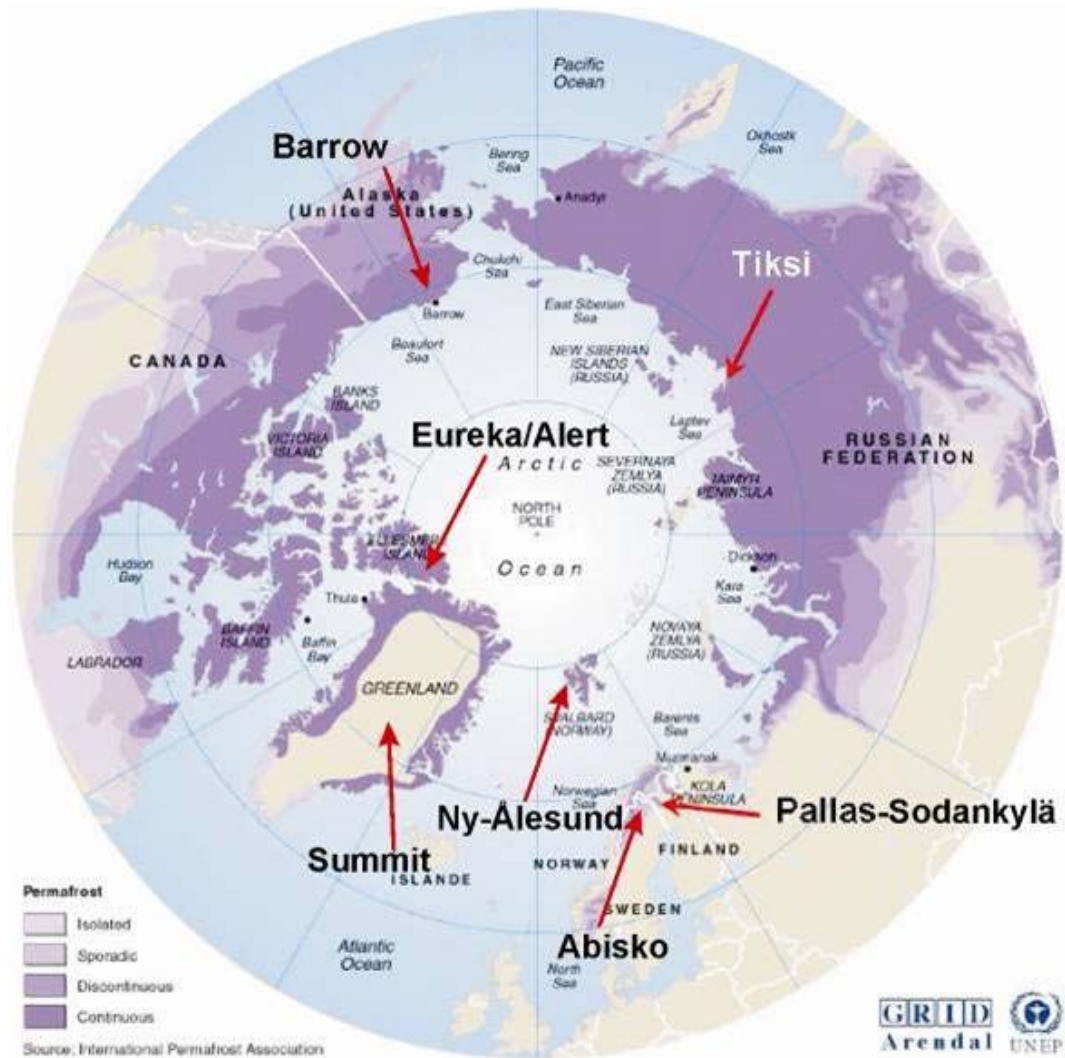 Pacific
Ocean
Okhostk
Sea
Barrow
Bering
Sea
Alaska
(United States)
Anadyr
Chukchi
Sea
Tiksi
Barrow
East Siberian
Sea
Beaufort
Sea
NEW SIBERIAN
ISLANDS
(RUSSIA)
CANADA
BANKS
ISLAND
VICTORIA
ISLAND
Eureka/Alert
Laptev
Sea
Arctic
SEVERNAYA
ZEMLYA
(RUSSIA)
RUSSIAN
FEDERATION
TAIMYR
PENINSULA
NORTH
POLE
ELLESMERE
ISLAND
Ocean
Hudson
Bay
Dickson
Kara
Sea
Thule
Baffin
Bay
BAFFIN
ISLAND
NOVAYA
ZEMLYA
(RUSSIA)
LABRADOR
GREENLAND
SVALBARD
(NORWAY)
Barents
Sea
Murmansk
KOLA
PENINSULA
Norwegian
Sea
Ny-Ålesund
Pallas-Sodankylä
Summit
ISLANDE
NORWAY
FINLAND
SWEDEN
Abisko
Atlantic
Ocean
North
Sea
Permafrost
Isolated
Sporadic
Discontinuous
Continuous
Source: International Permafrost Association
GRID
Arendal
UNEP